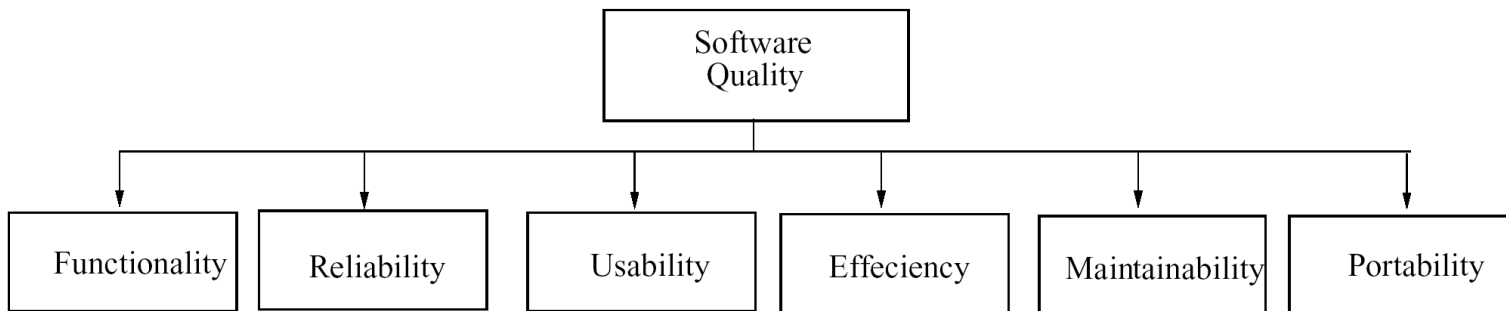 Software
Quality
Functionality
Reliability
Usability
Effeciency
Maintainability
Portability